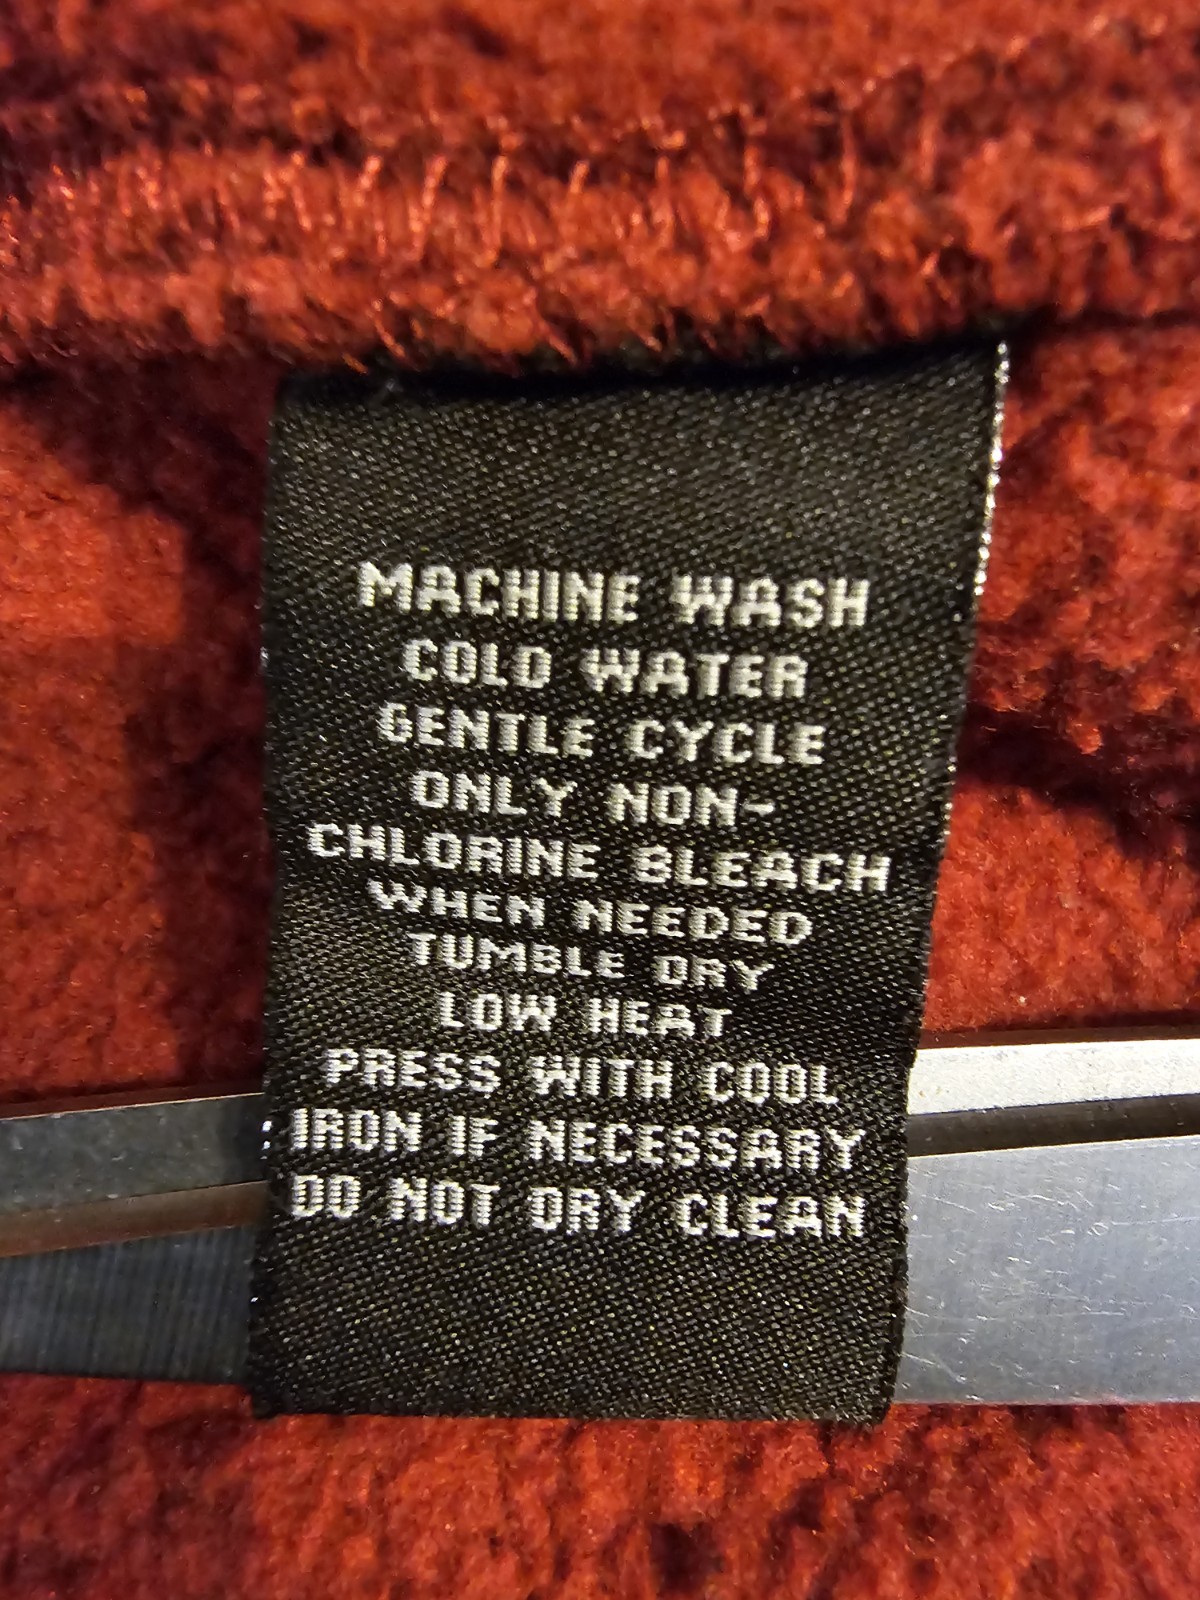 MACHINE WASH
COLD WATER
GENTLE CYCLE
ONLY NON-
CHLORINE BLEACH
WHEN NEEDED
TUMBLE DRY
LOW HEAT
PRESS WITH COOL
IRON IF NECESSARY
DO NOT DRY CLEAN